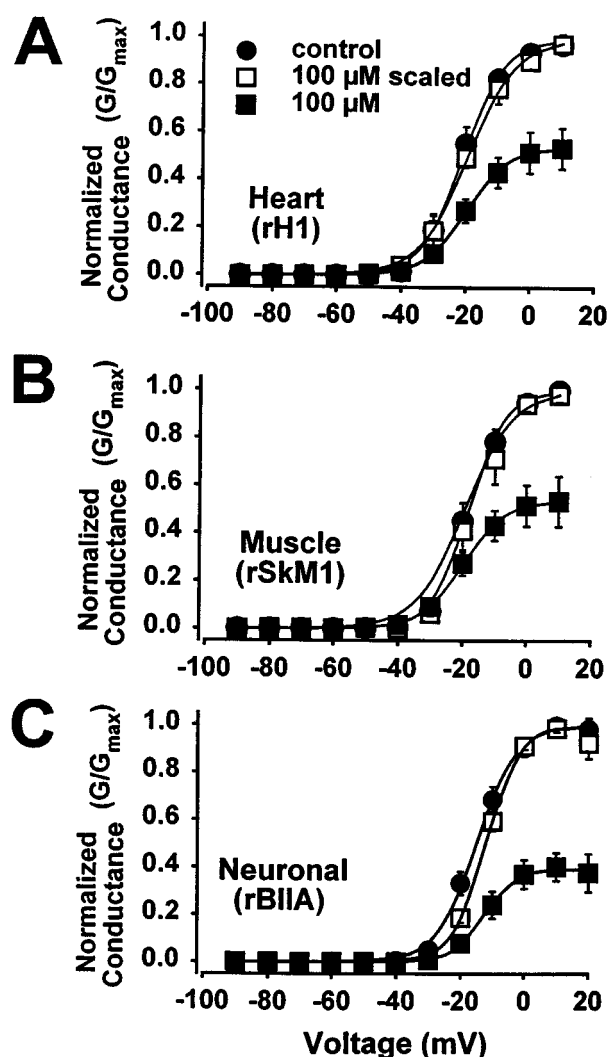 A
Normalized
Conductance (G/Gmax)
control
100 µM scaled
100 µM
Heart
(rH1)
1.0
0.8
0.6
0.4
0.2
0.0
-100 -80 -60 -40 -20 0 20
B
Normalized
Conductance (G/Gmax)
Muscle
(rSkM1)
1.0
0.8
0.6
0.4
0.2
0.0
-100 -80 -60 -40 -20 0 20
C
Normalized
Conductance (G/Gmax)
Neuronal
(rBIIA)
1.0
0.8
0.6
0.4
0.2
0.0
-100 -80 -60 -40 -20 0 20
Voltage (mV)